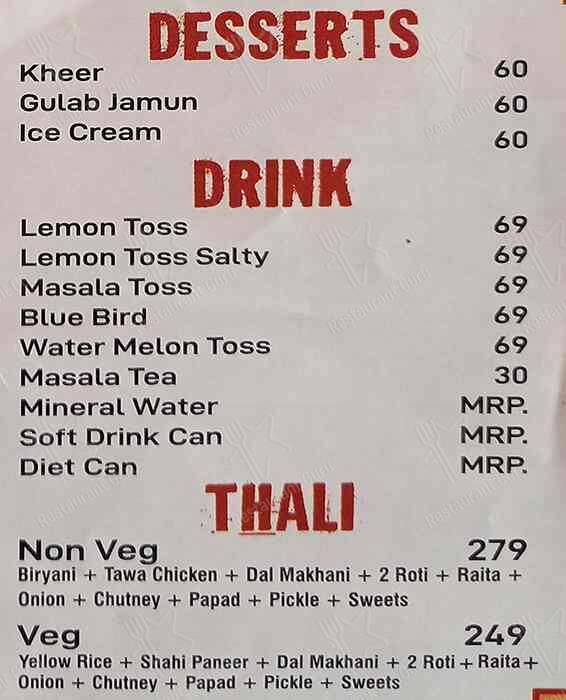 DESSERTS
Kheer 60
Gulab Jamun 60
Ice Cream 60
DRINK
Lemon Toss 69
Lemon Toss Salty 69
Masala Toss 69
Blue Bird 69
Water Melon Toss 69
Masala Tea 30
Mineral Water MRP.
Soft Drink Can MRP.
Diet Can MRP.
THALI
Non Veg 279
Biryani + Tawa Chicken + Dal Makhani + 2 Roti + Raita +
Onion + Chutney + Papad + Pickle + Sweets
Veg 249
Yellow Rice + Shahi Paneer + Dal Makhani + 2 Roti + Raita +
Onion + Chutney + Papad + Pickle + Sweets